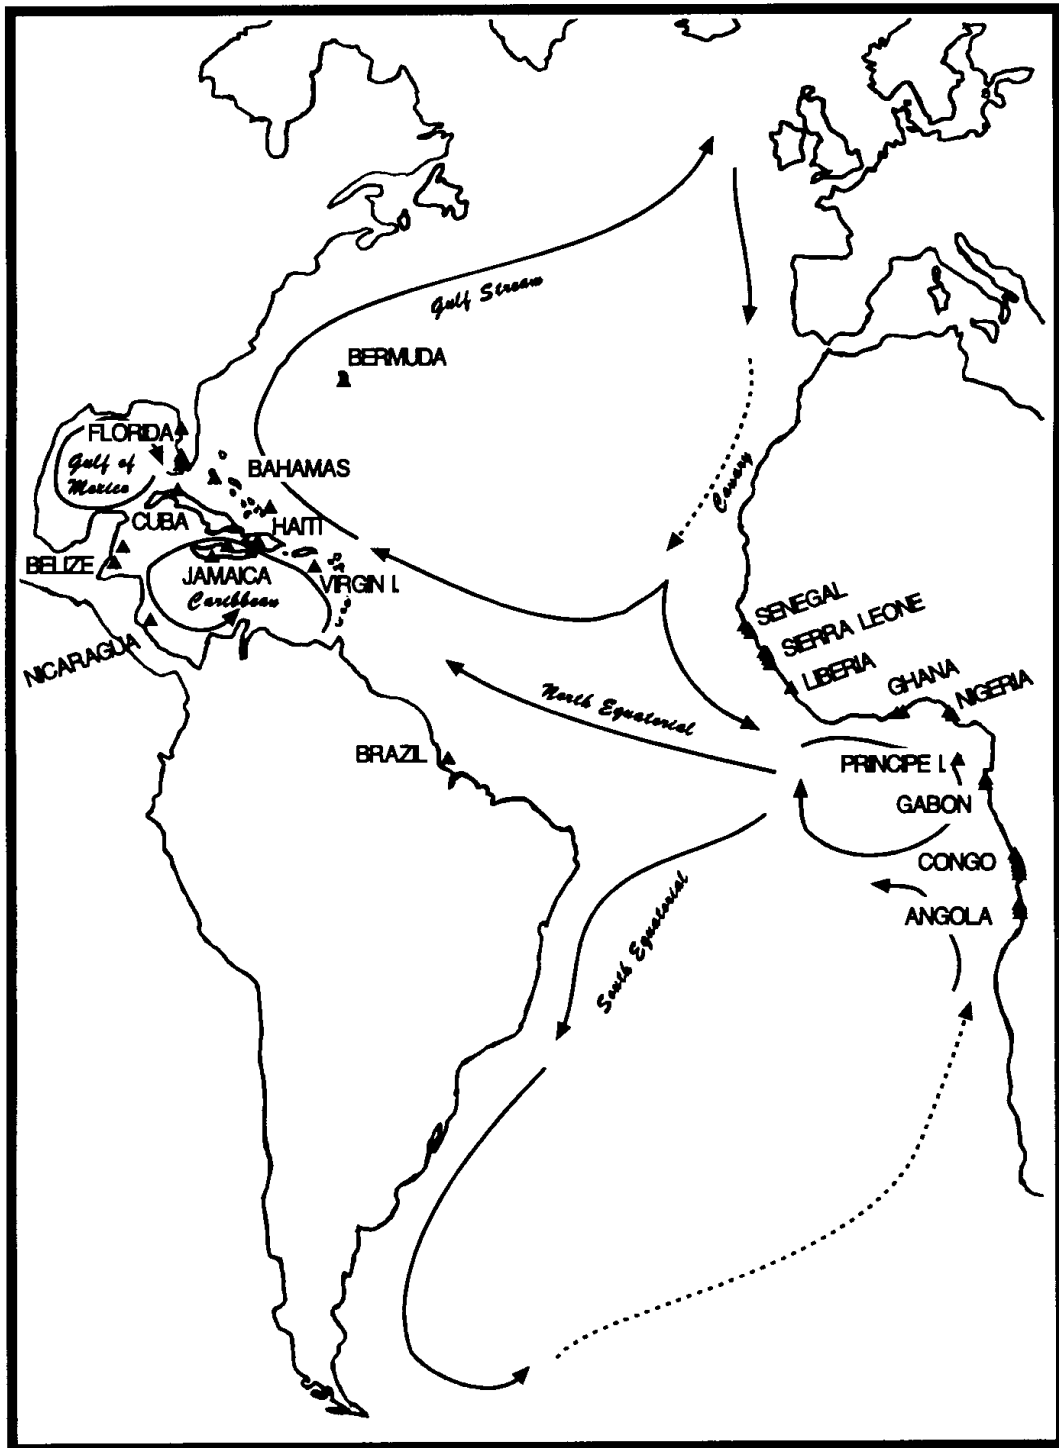 Gulf Stream
BERMUDA
FLORIDA
Gulf of
Mexico
BAHAMAS
Canary
CUBA
HAITI
BELIZE
JAMAICA
VIRGIN I.
Caribbean
NICARAGUA
SENEGAL
SIERRA LEONE
LIBERIA
GHANA
NIGERIA
North Equatorial
BRAZIL
PRINCIPE I.
GABON
CONGO
ANGOLA
South Equatorial